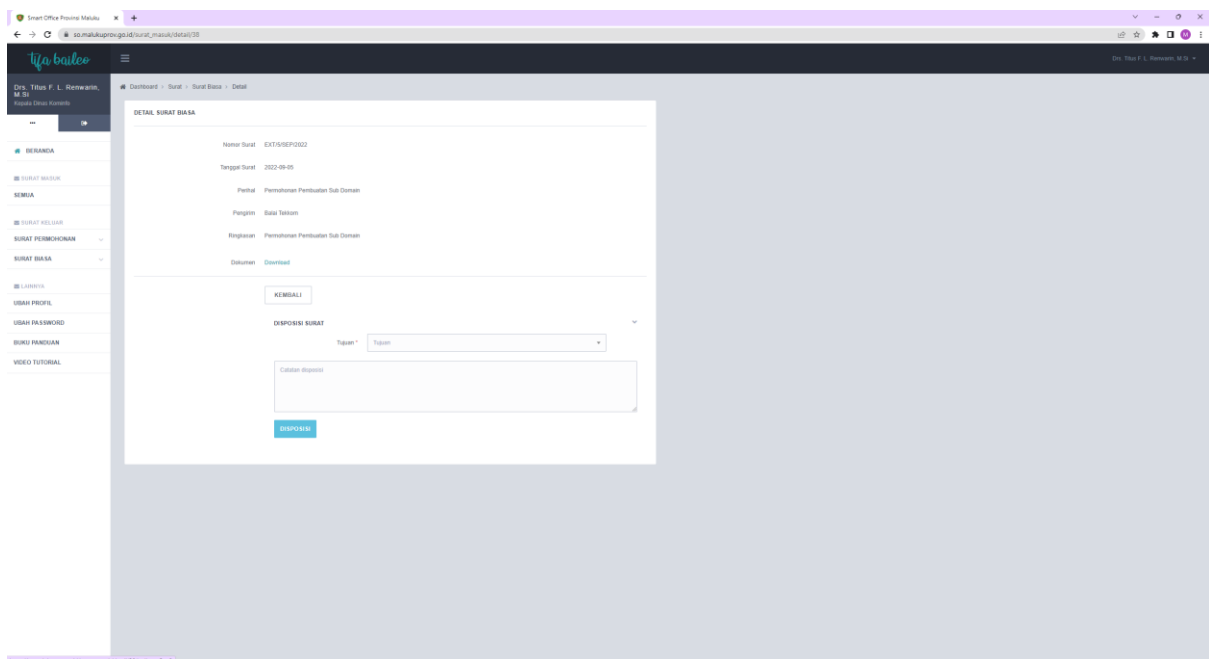 Smart Office Provinsi Maluku
so.malukuprov.go.id/surat_masuk/detail/38
M
tifa baileo
Drs. Titus F. L. Renwarin, M.Si
Drs. Titus F. L. Renwarin,
M.Si
Kepala Dinas Kominfo
Dashboard > Surat > Surat Biasa > Detail
DETAIL SURAT BIASA
Nomor Surat EXT/5/SEP/2022
Tanggal Surat 2022-09-05
Perihal Permohonan Pembuatan Sub Domain
Pengirim Balai Tekkom
Ringkasan Permohonan Pembuatan Sub Domain
Dokumen Download
KEMBALI
DISPOSISI SURAT
Tujuan * Tujuan
Catatan disposisi
DISPOSISI
BERANDA
SURAT MASUK
SEMUA
SURAT KELUAR
SURAT PERMOHONAN
SURAT BIASA
LAINNYA
UBAH PROFIL
UBAH PASSWORD
BUKU PANDUAN
VIDEO TUTORIAL